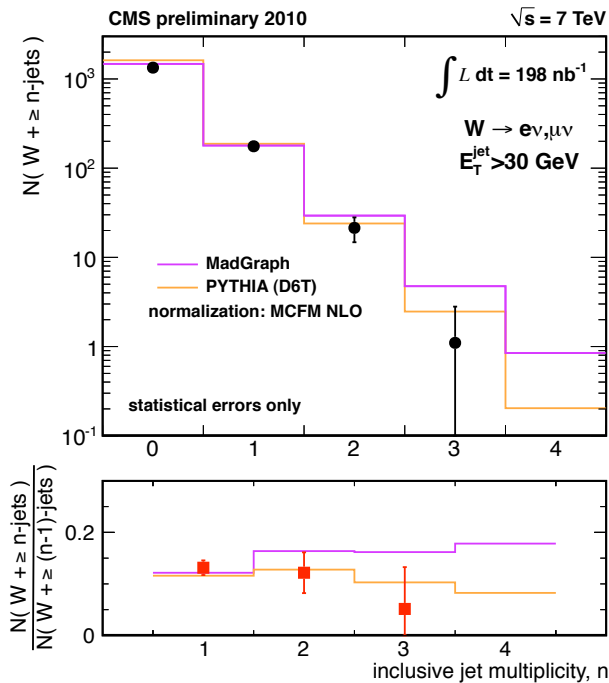 CMS preliminary 2010
√s = 7 TeV
N( W + ≥ n-jets )
10³
10²
10
1
10⁻¹
∫ L dt = 198 nb⁻¹
W → eν,μν
E_T^jet>30 GeV
MadGraph
PYTHIA (D6T)
normalization: MCFM NLO
statistical errors only
0 1 2 3 4
N( W + ≥ n-jets )
N( W + ≥ (n-1)-jets )
0.2
0
1 2 3 4
inclusive jet multiplicity, n